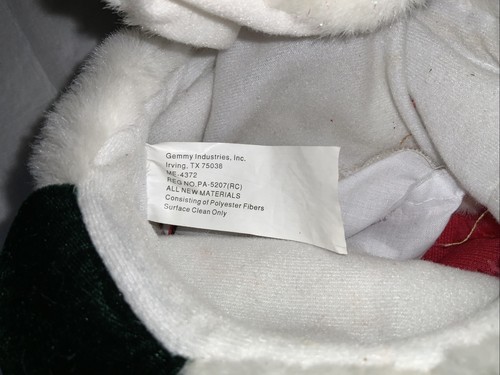 Gemmy Industries, Inc.
Irving, TX 75038
ME-4372
REG NO. PA-5207(RC)
ALL NEW MATERIALS
Consisting of Polyester Fibers
Surface Clean Only